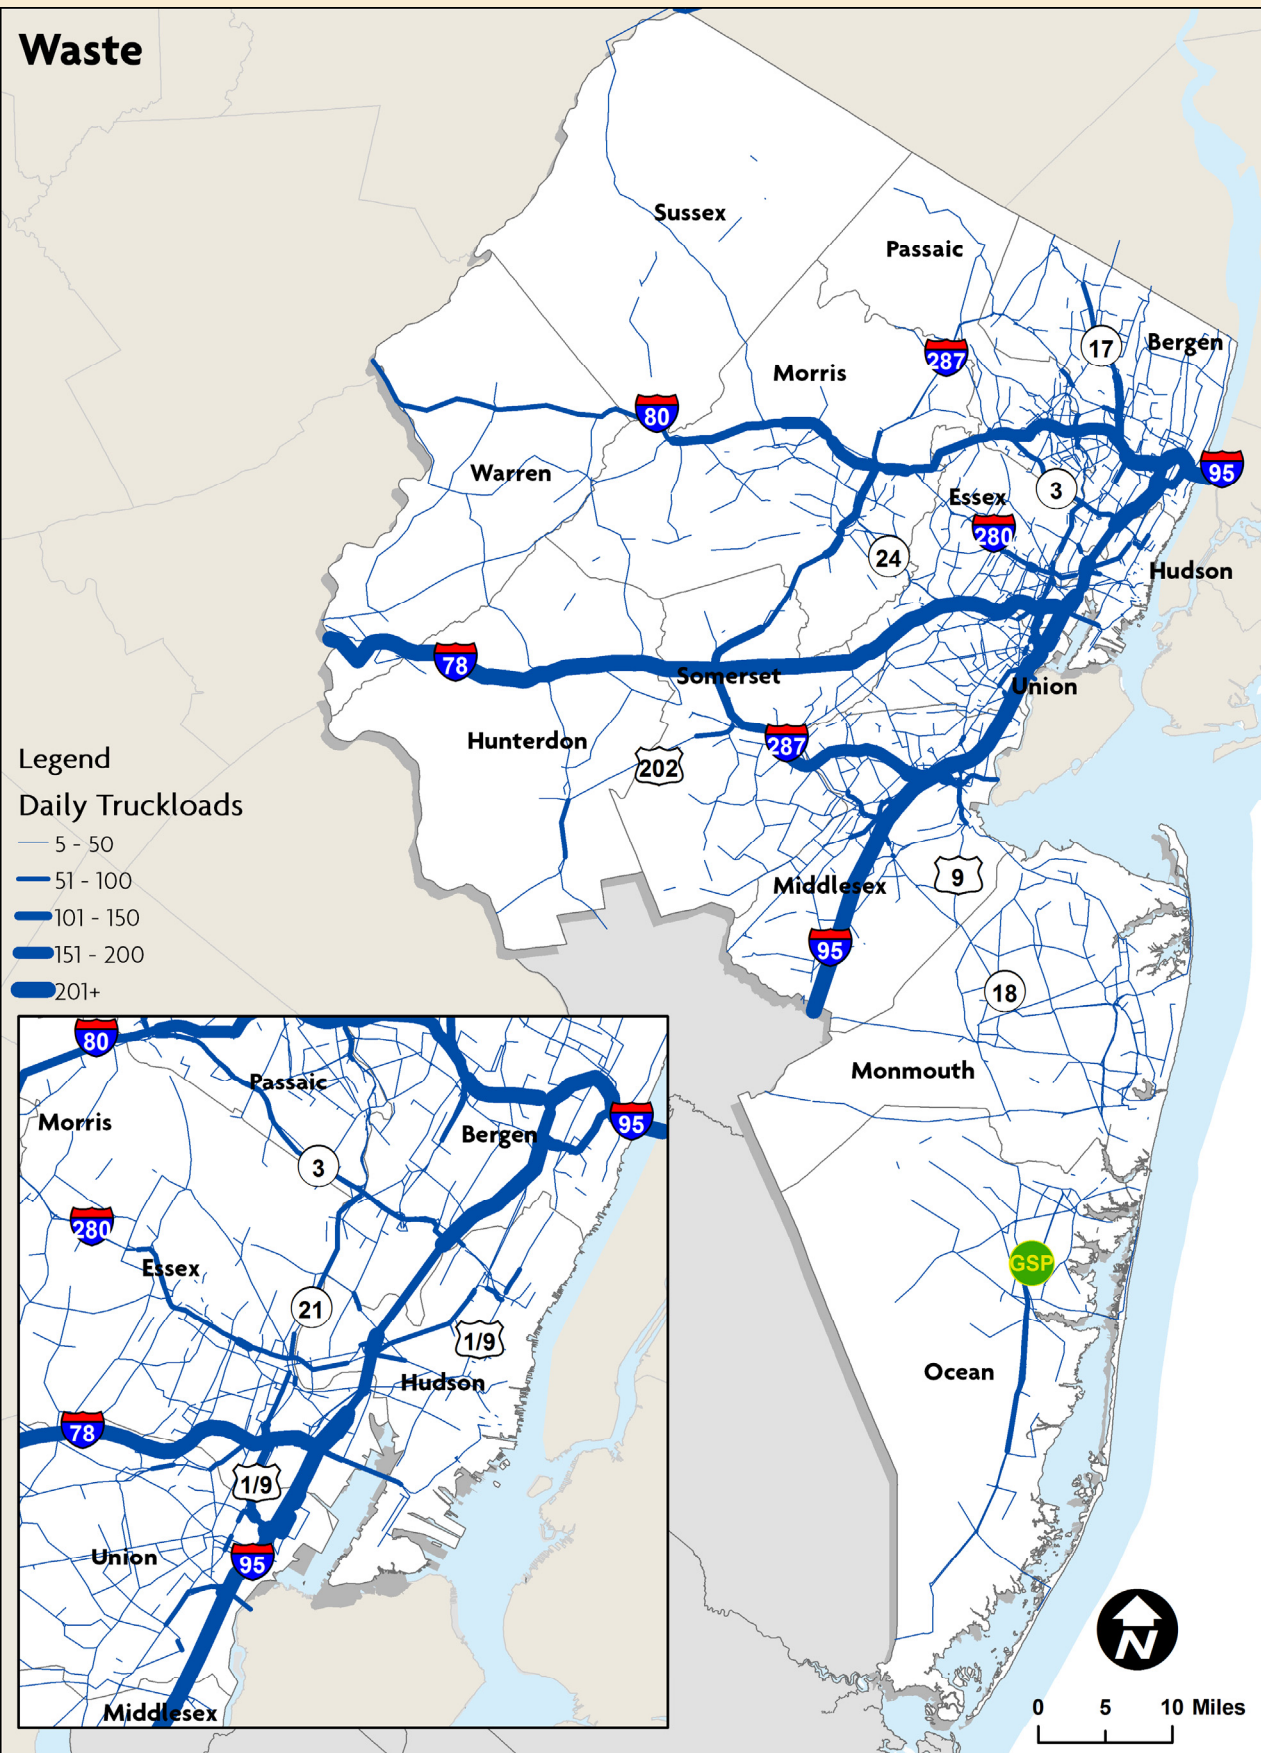 Waste
Sussex
Passaic
287
17
Bergen
Morris
80
95
Warren
Essex
3
280
24
Hudson
78
Somerset
Union
Hunterdon
202
287
Legend
Daily Truckloads
5 - 50
51 - 100
101 - 150
151 - 200
201+
Middlesex
9
95
18
Monmouth
GSP
Ocean
80
Passaic
Morris
Bergen
95
3
280
Essex
21
1/9
Hudson
78
1/9
Union
95
Middlesex
N
0 5 10 Miles